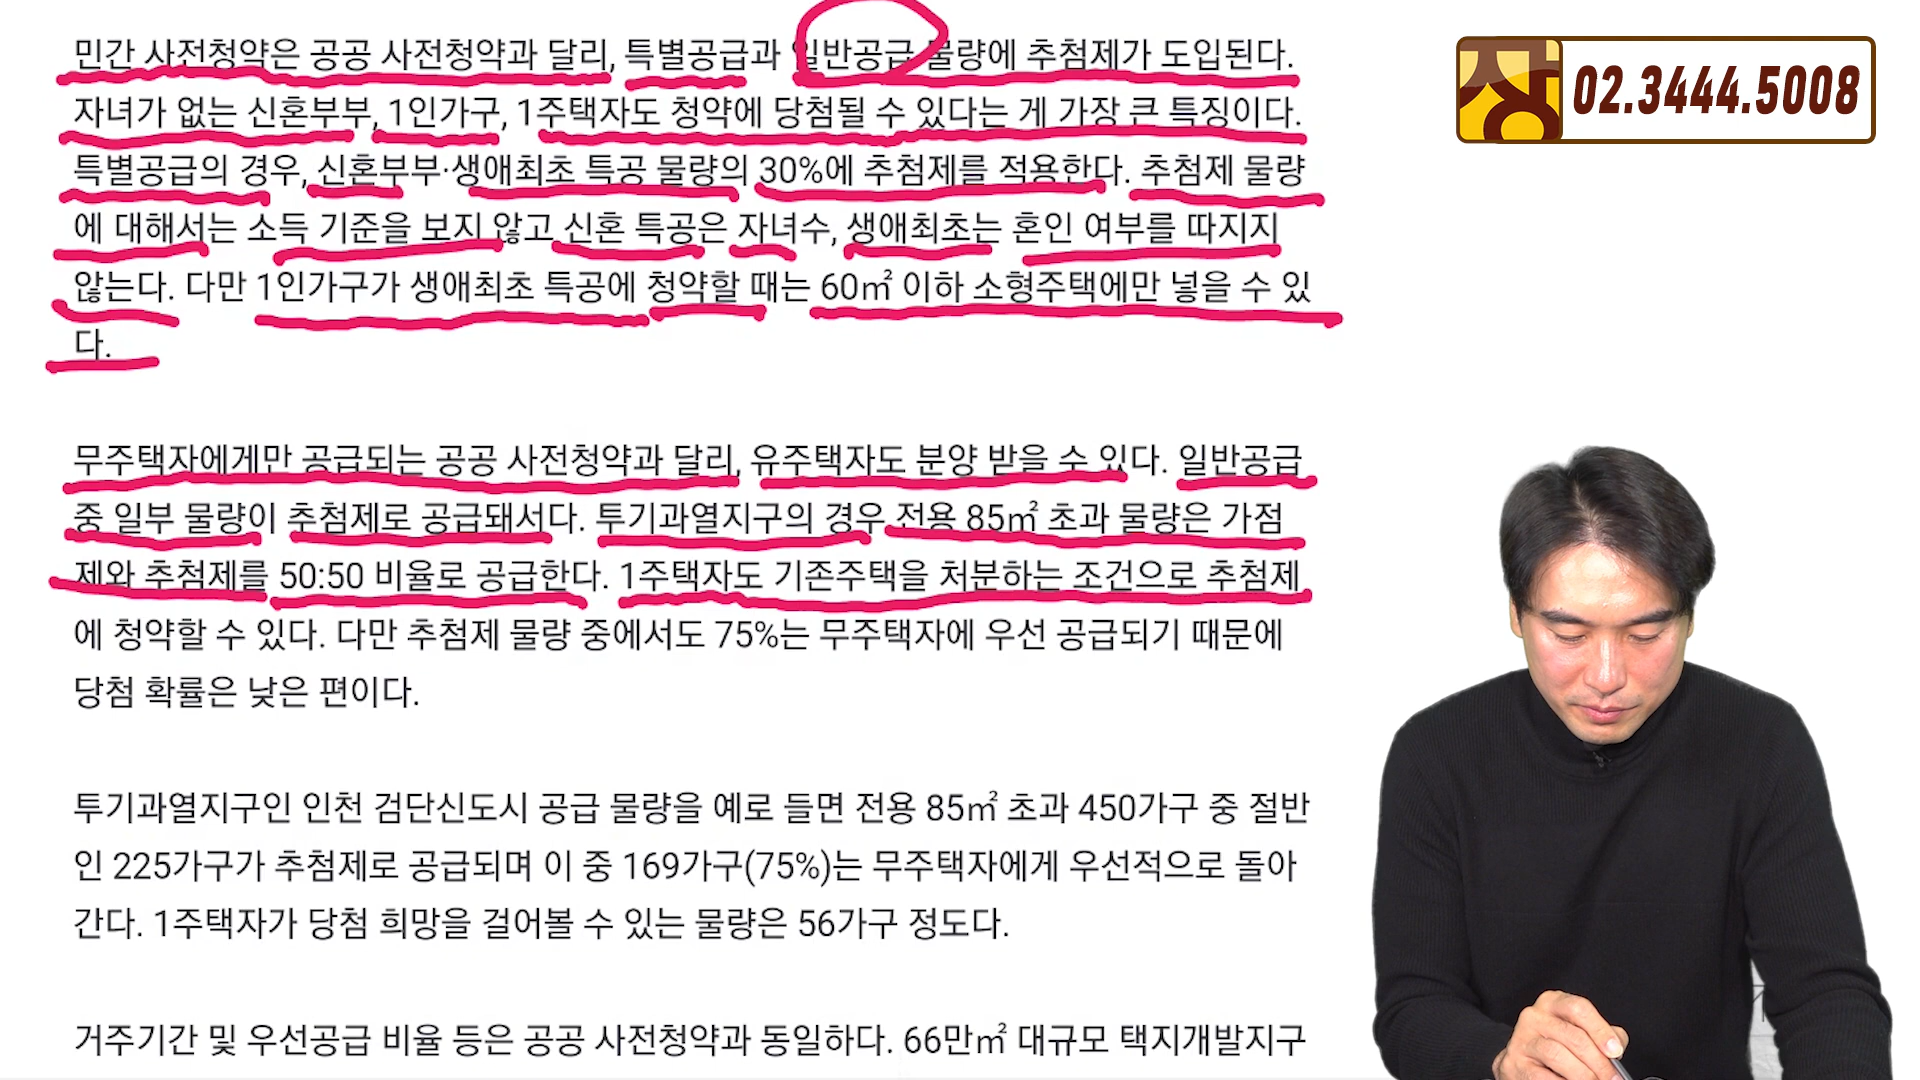 민간 사전청약은 공공 사전청약과 달리, 특별공급과 일반공급 물량에 추첨제가 도입된다.
자녀가 없는 신혼부부, 1인가구, 1주택자도 청약에 당첨될 수 있다는 게 가장 큰 특징이다.
특별공급의 경우, 신혼부부·생애최초 특공 물량의 30%에 추첨제를 적용한다. 추첨제 물량
에 대해서는 소득 기준을 보지 않고 신혼 특공은 자녀수, 생애최초는 혼인 여부를 따지지
않는다. 다만 1인가구가 생애최초 특공에 청약할 때는 60㎡ 이하 소형주택에만 넣을 수 있
다.
무주택자에게만 공급되는 공공 사전청약과 달리, 유주택자도 분양 받을 수 있다. 일반공급
중 일부 물량이 추첨제로 공급돼서다. 투기과열지구의 경우 전용 85㎡ 초과 물량은 가점
제와 추첨제를 50:50 비율로 공급한다. 1주택자도 기존주택을 처분하는 조건으로 추첨제
에 청약할 수 있다. 다만 추첨제 물량 중에서도 75%는 무주택자에 우선 공급되기 때문에
당첨 확률은 낮은 편이다.
투기과열지구인 인천 검단신도시 공급 물량을 예로 들면 전용 85㎡ 초과 450가구 중 절반
인 225가구가 추첨제로 공급되며 이 중 169가구(75%)는 무주택자에게 우선적으로 돌아
간다. 1주택자가 당첨 희망을 걸어볼 수 있는 물량은 56가구 정도다.
거주기간 및 우선공급 비율 등은 공공 사전청약과 동일하다. 66만㎡ 대규모 택지개발지구
상 02.3444.5008